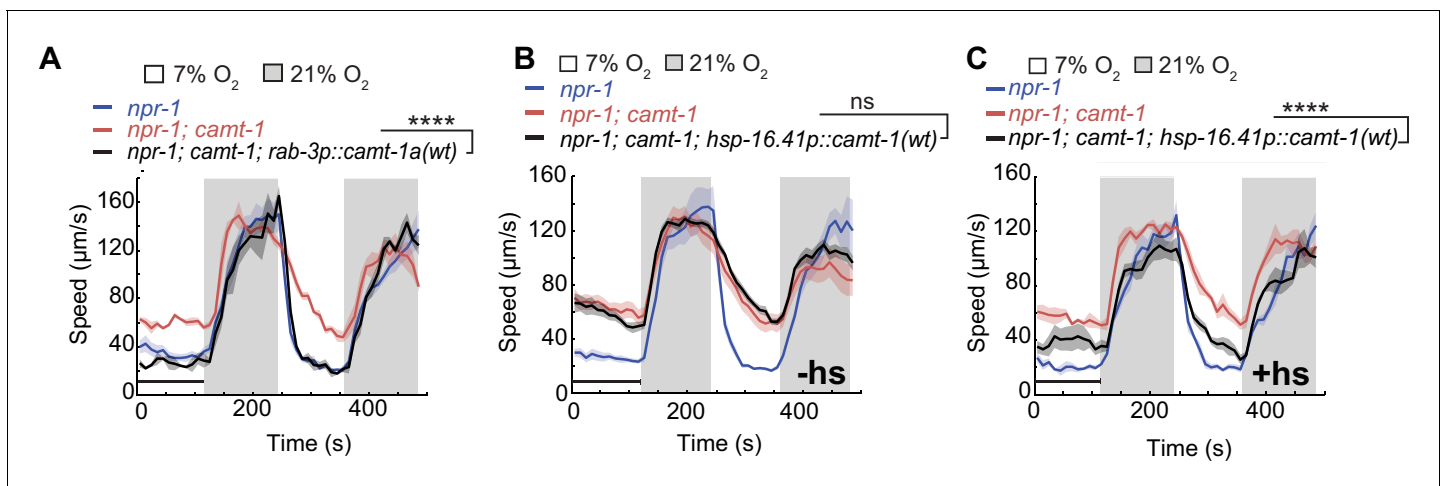 A
7% O2 21% O2
npr-1
npr-1; camt-1
npr-1; camt-1; rab-3p::camt-1a(wt)
****
Speed (µm/s)
160
120
80
40
0
0 200 400
Time (s)
B
7% O2 21% O2
npr-1
npr-1; camt-1
npr-1; camt-1; hsp-16.41p::camt-1(wt)
ns
Speed (µm/s)
160
120
80
40
0
-hs
0 200 400
Time (s)
C
7% O2 21% O2
npr-1
npr-1; camt-1
npr-1; camt-1; hsp-16.41p::camt-1(wt)
****
Speed (µm/s)
160
120
80
40
0
+hs
0 200 400
Time (s)